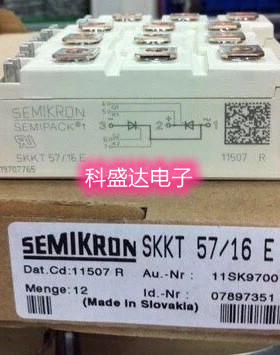 SEMIKRON
SEMIPACK® 1
SKKT 57/16 E
11507 R
3
2
1
科盛达电子
SEMIKRON SKKT 57/16 E
Dat.Cd:11507 R Au.-Nr : 11SK9700
Menge: 12 Id.-Nr : 07897351
(Made in Slovakia)